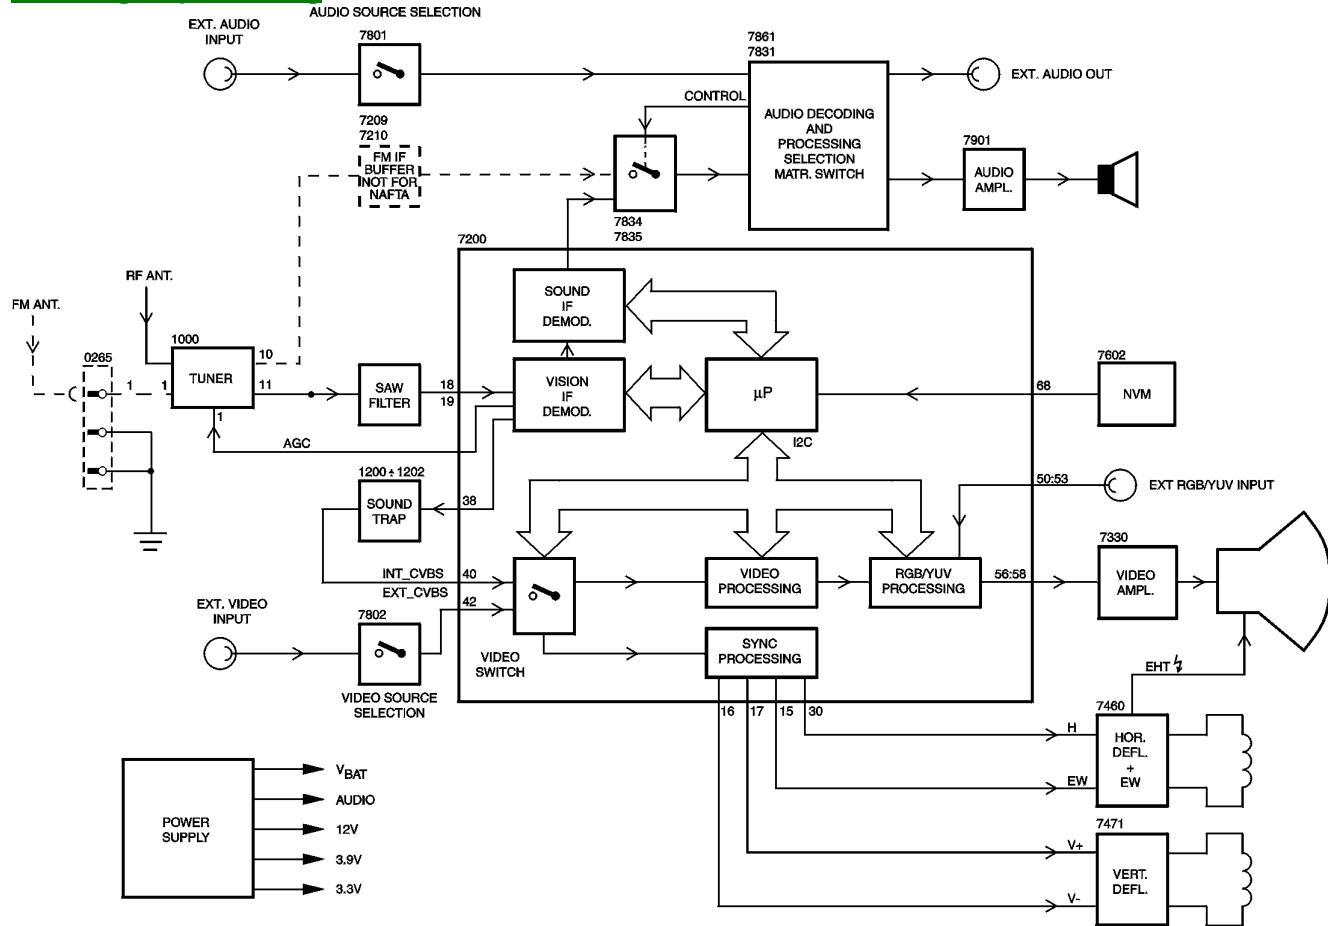 AUDIO SOURCE SELECTION
EXT. AUDIO
INPUT
7801
7861
7831
EXT. AUDIO OUT
CONTROL
AUDIO DECODING
AND
PROCESSING
SELECTION
MATR. SWITCH
7209
7210
FM IF
BUFFER
NOT FOR
NAFTA
7901
AUDIO
AMPL.
7834
7835
7200
RF ANT.
FM ANT.
SOUND
IF
DEMOD.
1000
0265
TUNER
10
11
1
1
1
SAW
FILTER
18
19
VISION
IF
DEMOD.
µP
I2C
68
7602
NVM
AGC
1200 ÷ 1202
SOUND
TRAP
38
50:53
EXT RGB/YUV INPUT
INT_CVBS
40
EXT_CVBS
42
VIDEO
PROCESSING
RGB/YUV
PROCESSING
56:58
7330
VIDEO
AMPL.
EXT. VIDEO
INPUT
7802
VIDEO SOURCE
SELECTION
VIDEO
SWITCH
SYNC
PROCESSING
16
17
15
30
EHT
7460
H
EW
HOR.
DEFL.
+
EW
7471
V+
V-
VERT.
DEFL.
POWER
SUPPLY
VBAT
AUDIO
12V
3.9V
3.3V